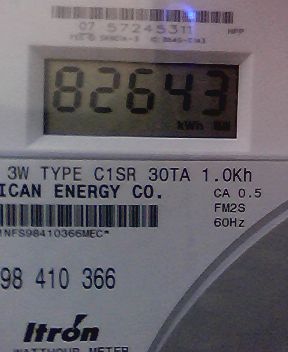 07 57245311 NPP
82643
kWh
3W TYPE C1SR 30TA 1.0Kh
ICAN ENERGY CO. CA 0.5
FM2S
60Hz
1NFS98410366MEC*
98 410 366
Itron
WATTHOUR METER